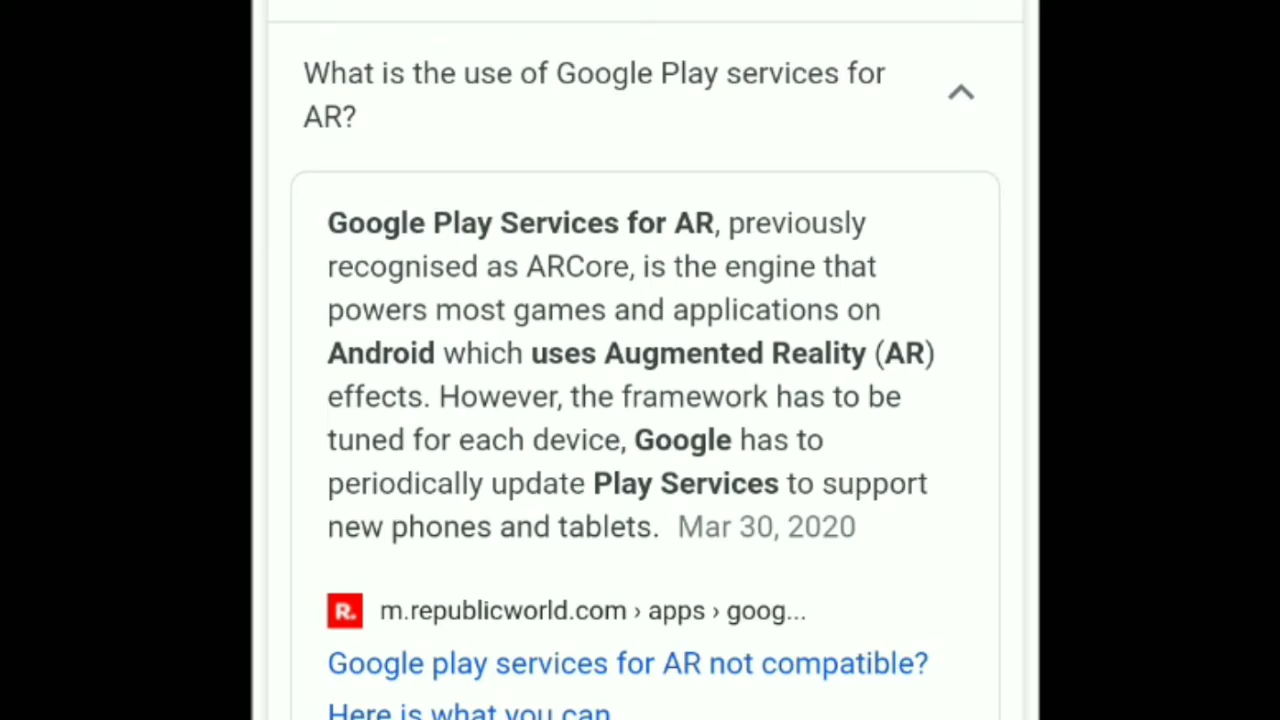 What is the use of Google Play services for
AR?
Google Play Services for AR, previously
recognised as ARCore, is the engine that
powers most games and applications on
Android which uses Augmented Reality (AR)
effects. However, the framework has to be
tuned for each device, Google has to
periodically update Play Services to support
new phones and tablets. Mar 30, 2020
R. m.republicworld.com › apps › goog...
Google play services for AR not compatible?
Here is what you can